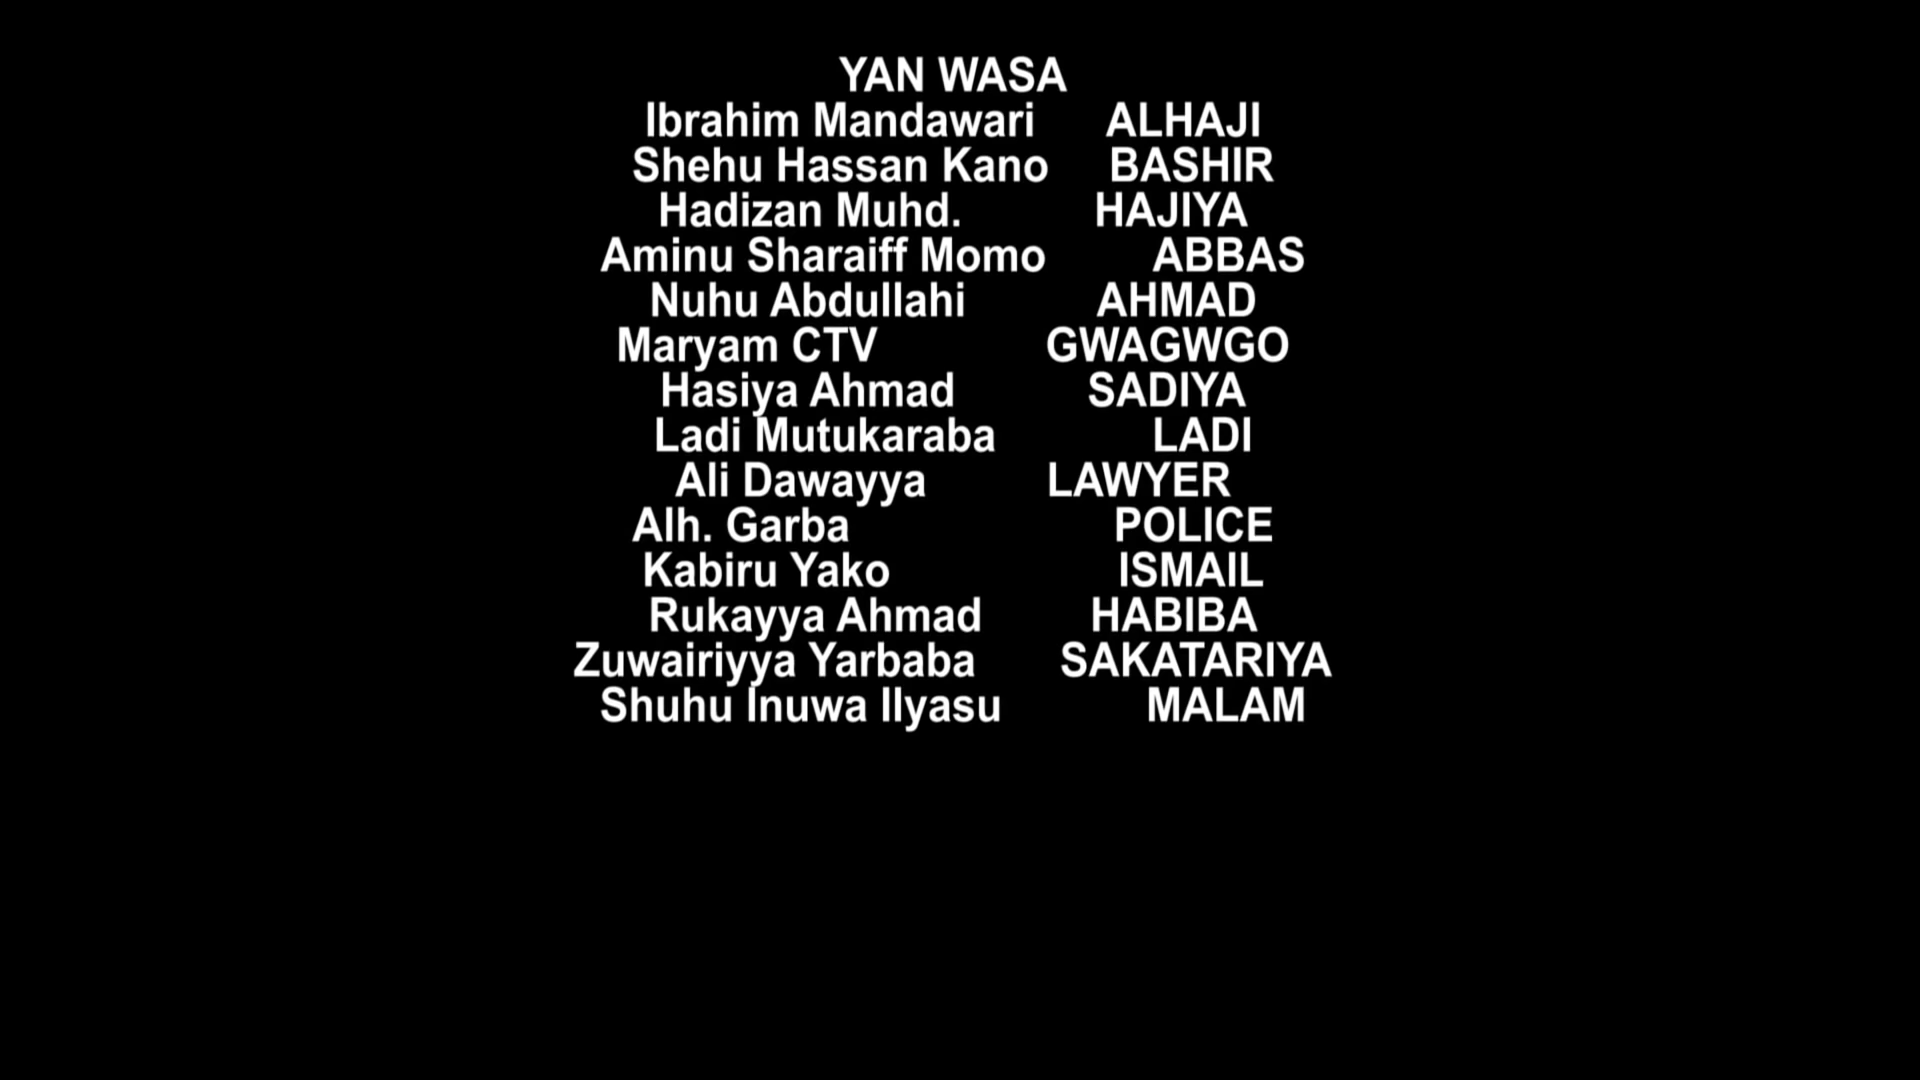 YAN WASA
Ibrahim Mandawari ALHAJI
Shehu Hassan Kano BASHIR
Hadizan Muhd. HAJIYA
Aminu Sharaiff Momo ABBAS
Nuhu Abdullahi AHMAD
Maryam CTV GWAGWGO
Hasiya Ahmad SADIYA
Ladi Mutukaraba LADI
Ali Dawayya LAWYER
Alh. Garba POLICE
Kabiru Yako ISMAIL
Rukayya Ahmad HABIBA
Zuwairiyya Yarbaba SAKATARIYA
Shuhu Inuwa Ilyasu MALAM